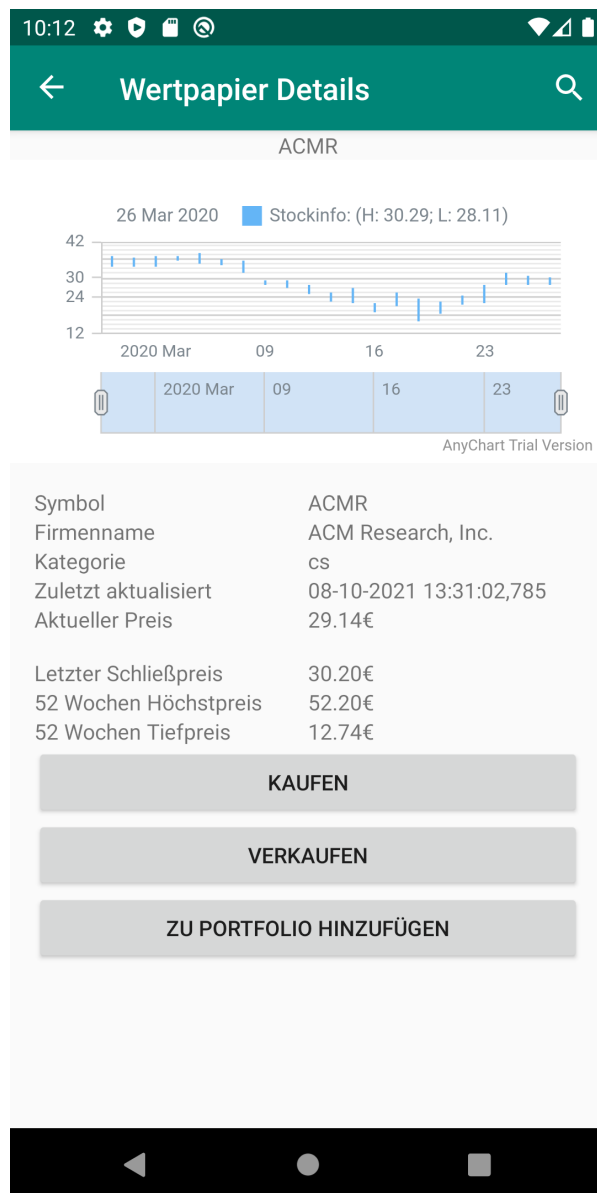 10:12
Wertpapier Details
ACMR
26 Mar 2020 Stockinfo: (H: 30.29; L: 28.11)
42
30
24
12
2020 Mar 09 16 23
2020 Mar 09 16 23
AnyChart Trial Version
Symbol ACMR
Firmenname ACM Research, Inc.
Kategorie cs
Zuletzt aktualisiert 08-10-2021 13:31:02,785
Aktueller Preis 29.14€
Letzter Schließpreis 30.20€
52 Wochen Höchstpreis 52.20€
52 Wochen Tiefpreis 12.74€
KAUFEN
VERKAUFEN
ZU PORTFOLIO HINZUFÜGEN